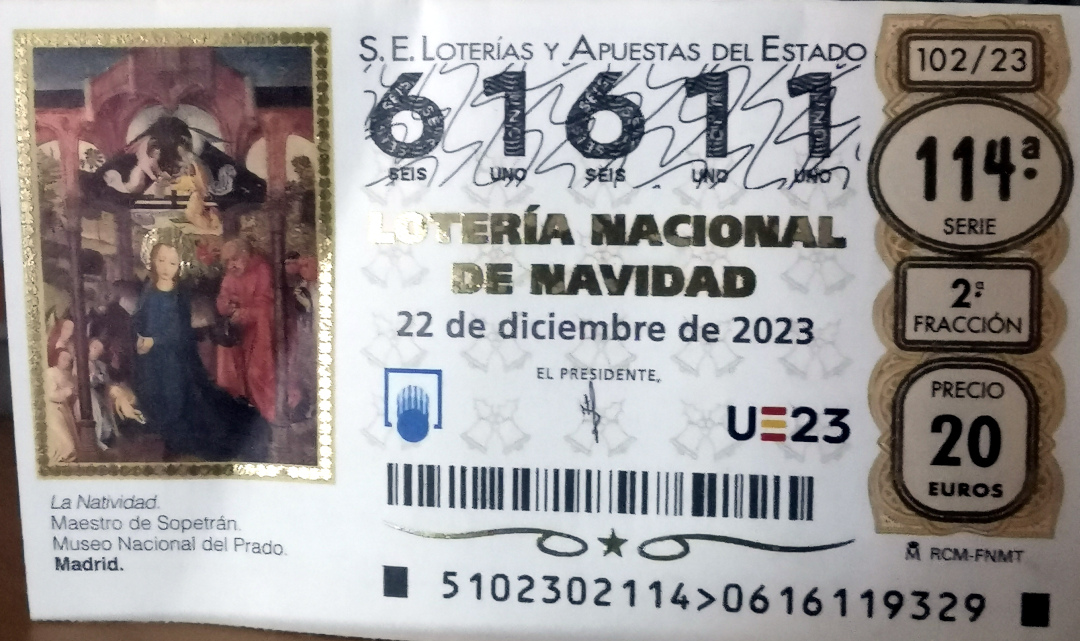 S.E. LOTERÍAS Y APUESTAS DEL ESTADO
61611
SEIS UNO SEIS UNO UNO
LOTERÍA NACIONAL
DE NAVIDAD
22 de diciembre de 2023
EL PRESIDENTE,
UE23
5102302114>0616119329
La Natividad.
Maestro de Sopetrán.
Museo Nacional del Prado.
Madrid.
102/23
114ª
SERIE
2ª
FRACCIÓN
PRECIO
20
EUROS
RCM-FNMT